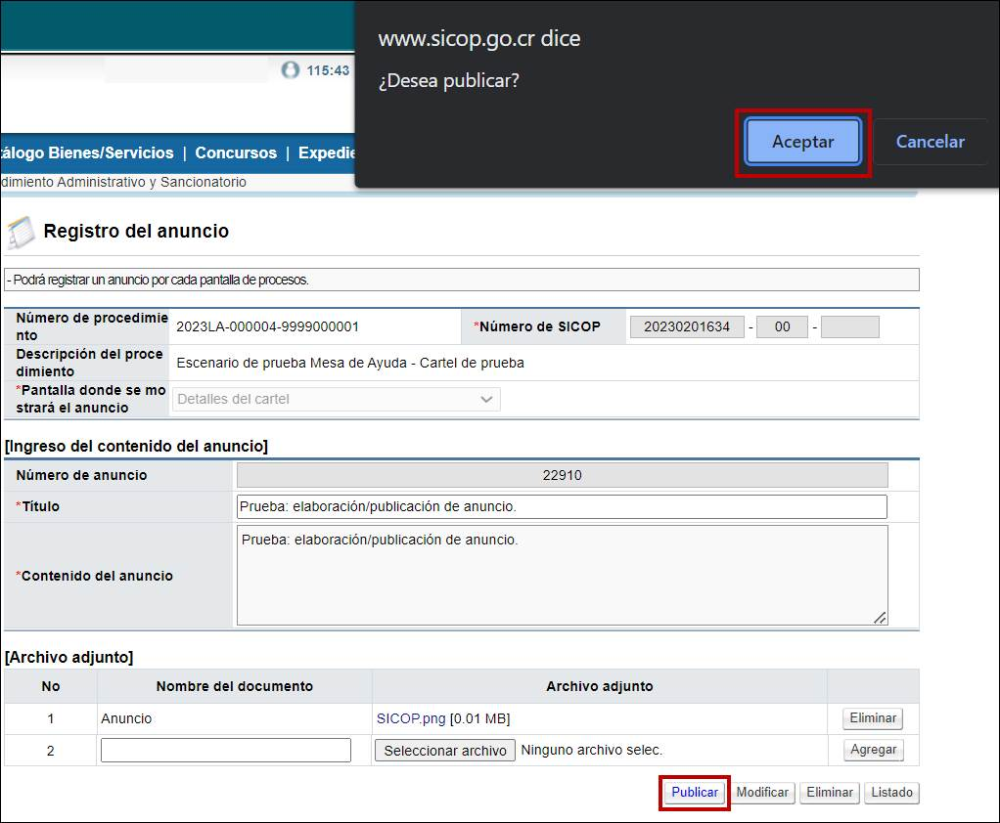 www.sicop.go.cr dice
¿Desea publicar?
Aceptar
Cancelar
115:43
tálogo Bienes/Servicios | Concursos | Expedie
dimiento Administrativo y Sancionatorio
Registro del anuncio
- Podrá registrar un anuncio por cada pantalla de procesos.
Número de procedimie
nto
2023LA-000004-9999000001
*Número de SICOP
20230201634 - 00 -
Descripción del proce
dimiento
Escenario de prueba Mesa de Ayuda - Cartel de prueba
*Pantalla donde se mo
strará el anuncio
Detalles del cartel
[Ingreso del contenido del anuncio]
Número de anuncio
22910
*Título
Prueba: elaboración/publicación de anuncio.
*Contenido del anuncio
Prueba: elaboración/publicación de anuncio.
[Archivo adjunto]
No Nombre del documento Archivo adjunto
1 Anuncio SICOP.png [0.01 MB] Eliminar
2 Seleccionar archivo Ninguno archivo selec. Agregar
Publicar Modificar Eliminar Listado